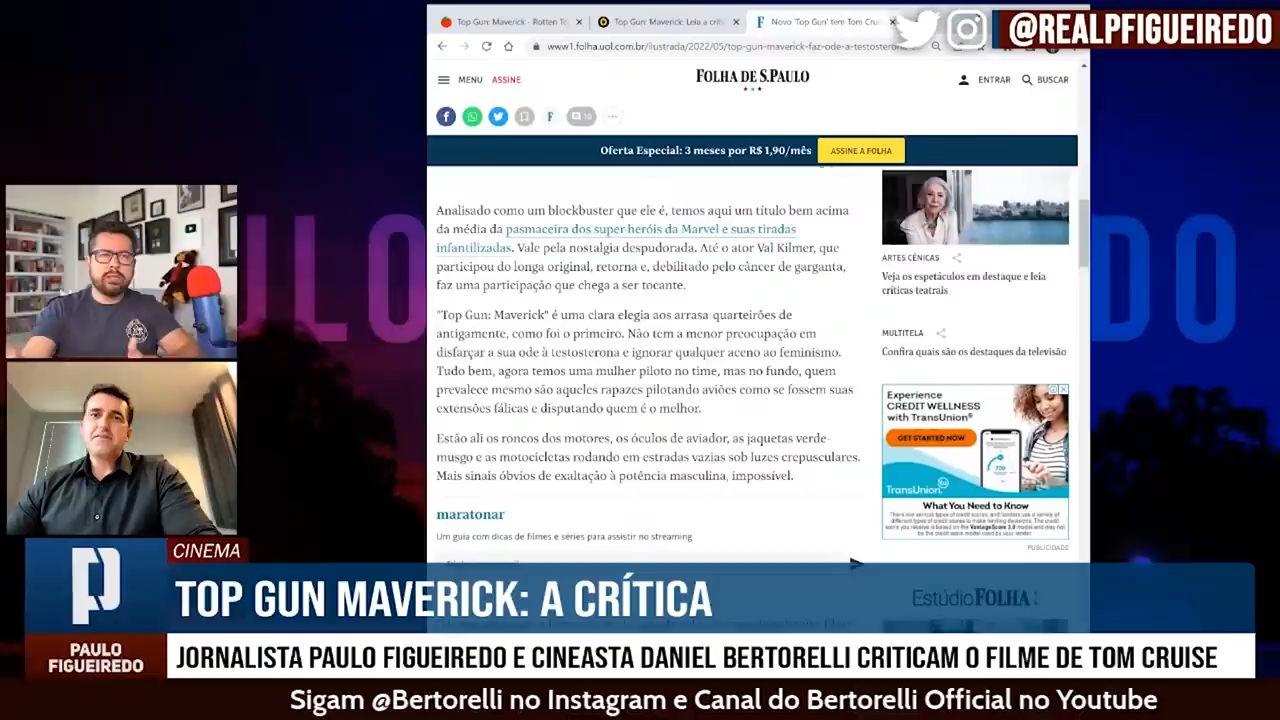 Top Gun: Maverick - Rotten To
Top Gun: Maverick: Leia a críti
Novo 'Top Gun' tem Tom Crui
@REALPFIGUEIREDO
www1.folha.uol.com.br/ilustrada/2022/05/top-gun-maverick-faz-ode-a-testostero
MENU ASSINE
FOLHA DE S.PAULO
ENTRAR BUSCAR
Oferta Especial: 3 meses por R$ 1,90/mês
ASSINE A FOLHA
Analisado como um blockbuster que ele é, temos aqui um título bem acima
da média da pasmaceira dos super-heróis da Marvel e suas tiradas
infantilizadas. Vale pela nostalgia despudorada. Até o ator Val Kilmer, que
participou do longa original, retorna e, debilitado pelo câncer de garganta,
faz uma participação que chega a ser tocante.
"Top Gun: Maverick" é uma clara elegia aos arrasa-quarteirões de
antigamente, como foi o primeiro. Não tem a menor preocupação em
disfarçar a sua ode à testosterona e ignorar qualquer aceno ao feminismo.
Tudo bem, agora temos uma mulher piloto no time, mas no fundo, quem
prevalece mesmo são aqueles rapazes pilotando aviões como se fossem suas
extensões fálicas e disputando quem é o melhor.
Estão ali os roncos dos motores, os óculos de aviador, as jaquetas verde-
musgo e as motocicletas rodando em estradas vazias sob luzes crepusculares.
Mais sinais óbvios de exaltação à potência masculina, impossível.
maratonar
Um guia com dicas de filmes e séries para assistir no streaming
ARTES CÊNICAS
Veja os espetáculos em destaque e leia
críticas teatrais
MULTITELA
Confira quais são os destaques da televisão
Experience
CREDIT WELLNESS
with TransUnion®
GET STARTED NOW
TransUnion
What You Need to Know
PUBLICIDADE
EstúdioFOLHA
ULO
DO
CINEMA
TOP GUN MAVERICK: A CRÍTICA
PAULO
FIGUEIREDO
JORNALISTA PAULO FIGUEIREDO E CINEASTA DANIEL BERTORELLI CRITICAM O FILME DE TOM CRUISE
Sigam @Bertorelli no Instagram e Canal do Bertorelli Official no Youtube